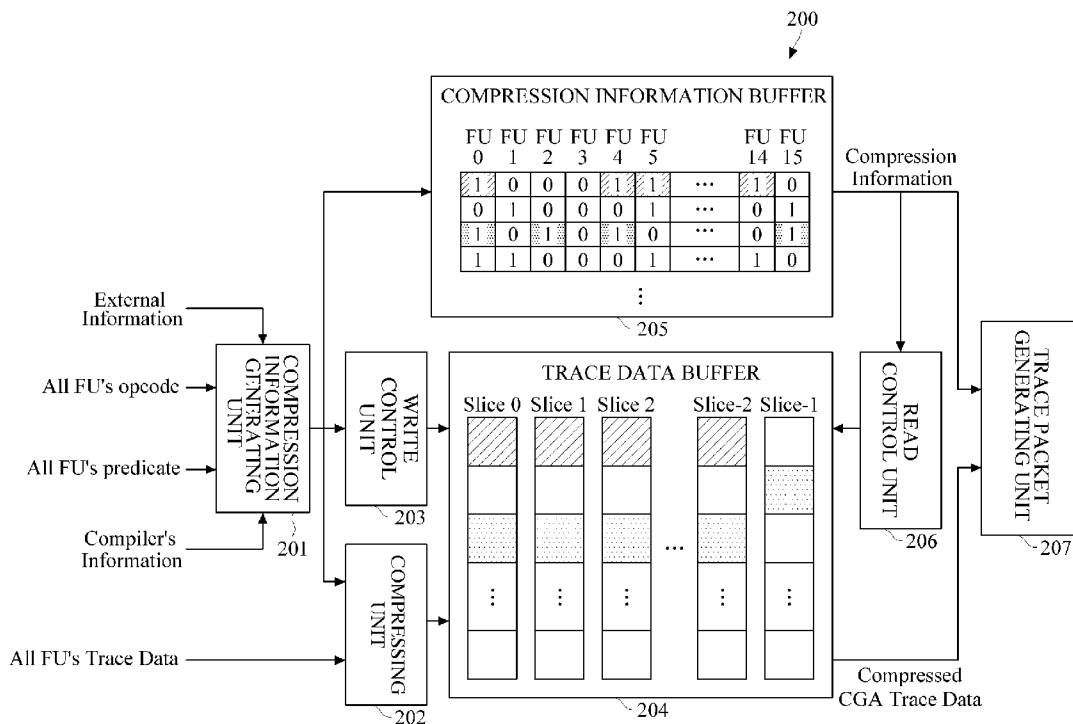 200
COMPRESSION INFORMATION BUFFER
FU FU FU FU FU FU FU FU
0 1 2 3 4 5 14 15
1 0 0 0 1 1 ... 1 0
0 1 0 0 0 1 ... 0 1
1 0 1 0 1 0 ... 0 1
1 1 0 0 0 1 ... 1 0
⋮
205
Compression
Information
External
Information
All FU's opcode
All FU's predicate
Compiler's
Information
All FU's Trace Data
COMPRESSION
INFORMATION
GENERATING
UNIT
201
WRITE
CONTROL
UNIT
203
COMPRESSING
UNIT
202
TRACE DATA BUFFER
Slice 0 Slice 1 Slice 2 Slice-2 Slice-1
...
⋮ ⋮ ⋮ ⋮ ⋮
204
READ
CONTROL UNIT
206
TRACE PACKET
GENERATING UNIT
207
Compressed
CGA Trace Data